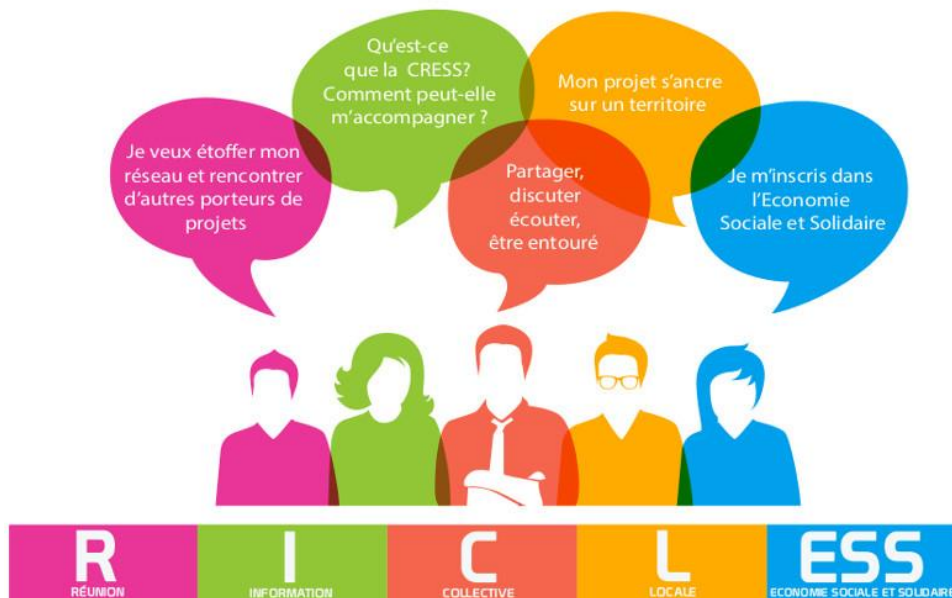 Qu'est-ce
que la CRESS?
Comment peut-elle
m'accompagner ?
Mon projet s'ancre
sur un territoire
Je veux étoffer mon
réseau et rencontrer
d'autres porteurs de
projets
Partager,
discuter
écouter,
être entouré
Je m'inscris dans
l'Economie
Sociale et Solidaire
R
RÉUNION
I
INFORMATION
C
COLLECTIVE
L
LOCALE
ESS
ECONOMIE SOCIALE ET SOLIDAIRE